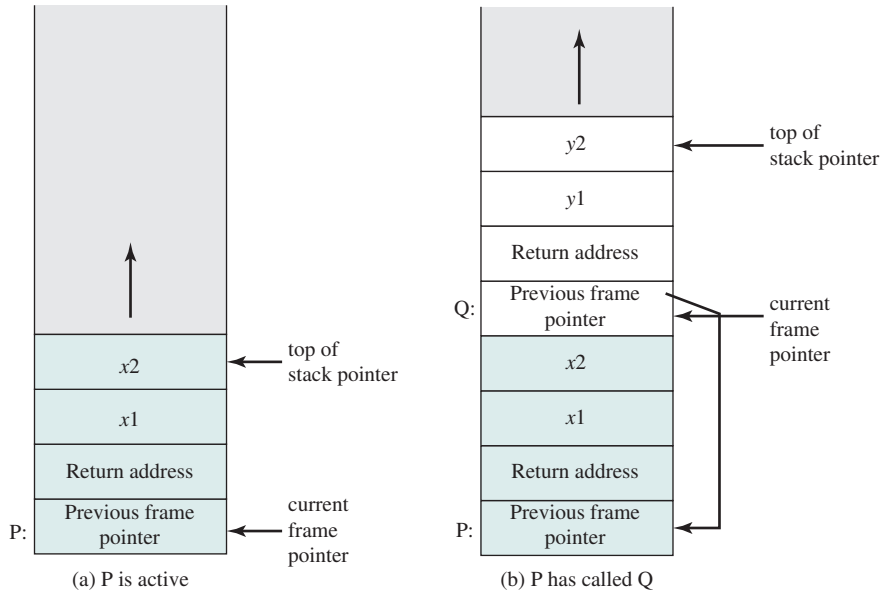 x2
x1
Return address
P:
Previous frame
pointer
top of
stack pointer
current
frame
pointer
(a) P is active
y2
y1
Return address
Q:
Previous frame
pointer
x2
x1
Return address
P:
Previous frame
pointer
top of
stack pointer
current
frame
pointer
(b) P has called Q